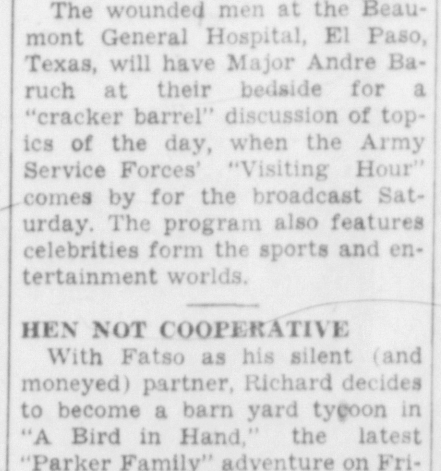 The wounded men at the Beau-
mont General Hospital, El Paso,
Texas, will have Major Andre Ba-
ruch at their bedside for a
"cracker barrel" discussion of top-
ics of the day, when the Army
Service Forces' "Visiting Hour"
comes by for the broadcast Sat-
urday. The program also features
celebrities form the sports and en-
tertainment worlds.
HEN NOT COOPERATIVE
With Fatso as his silent (and
moneyed) partner, Richard decides
to become a barn yard tycoon in
"A Bird in Hand," the latest
"Parker Family" adventure on Fri-